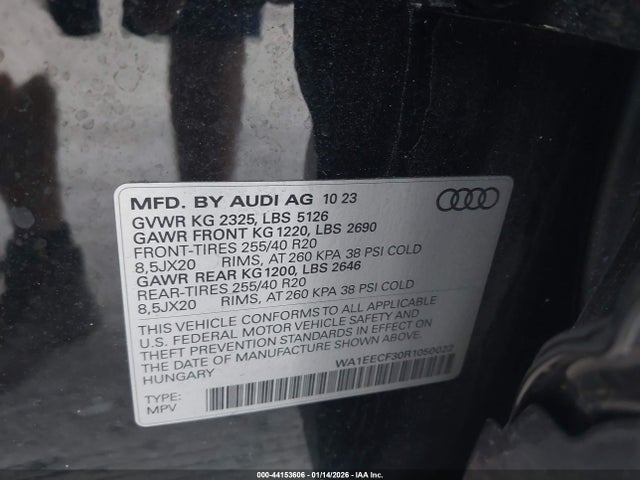 MFD. BY AUDI AG 10 23
GVWR KG 2325, LBS 5126
GAWR FRONT KG 1220, LBS 2690
FRONT-TIRES 255/40 R20
8,5JX20 RIMS, AT 260 KPA 38 PSI COLD
GAWR REAR KG 1200, LBS 2646
REAR-TIRES 255/40 R20
8,5JX20 RIMS, AT 260 KPA 38 PSI COLD
THIS VEHICLE CONFORMS TO ALL APPLICABLE
U.S. FEDERAL MOTOR VEHICLE SAFETY AND
THEFT PREVENTION STANDARDS IN EFFECT ON
THE DATE OF MANUFACTURE SHOWN ABOVE.
HUNGARY
WA1EECF30R1050022
TYPE:
MPV
000-44153606 - 01/14/2026 - IAA Inc.